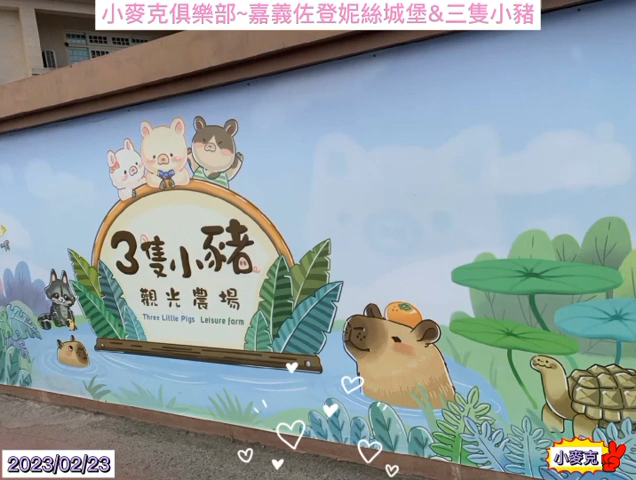 小麥克俱樂部~嘉義佐登妮絲城堡&三隻小豬
3隻小豬
觀光農場
Three Little Pigs Leisure farm
2023/02/23
小麥克